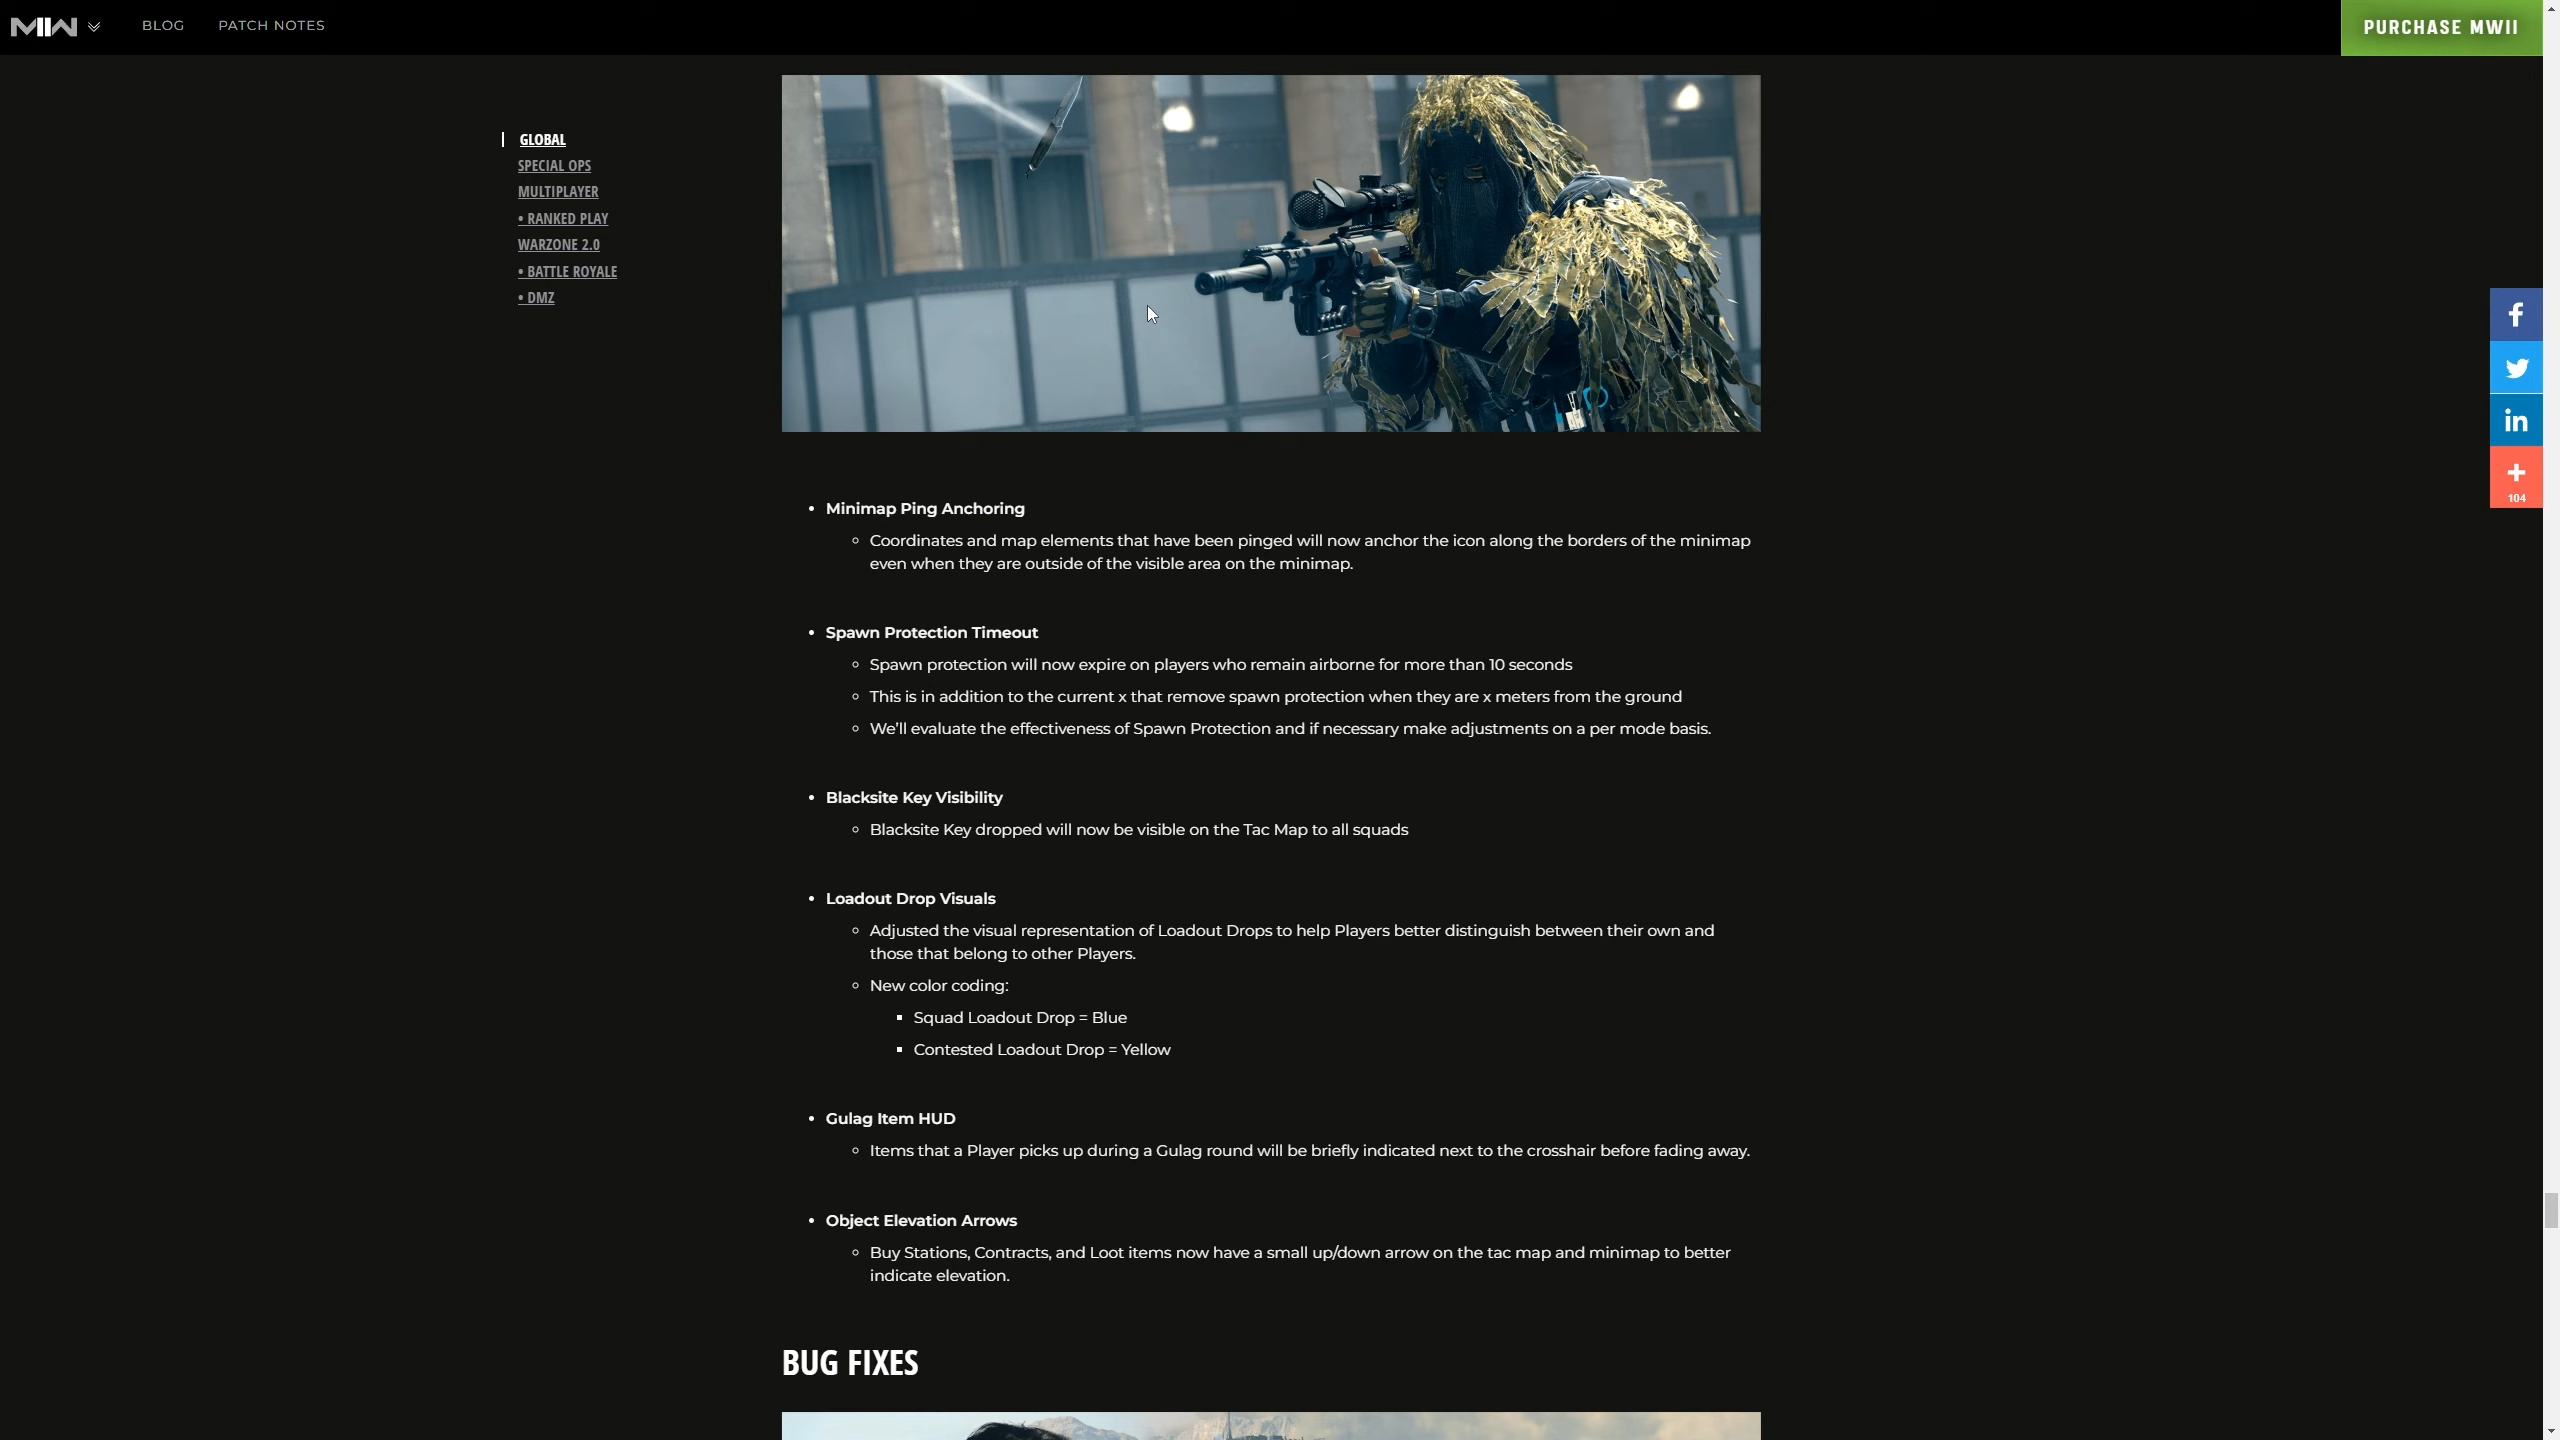 MIIW
BLOG
PATCH NOTES
PURCHASE MWII
GLOBAL
SPECIAL OPS
MULTIPLAYER
• RANKED PLAY
WARZONE 2.0
• BATTLE ROYALE
• DMZ
104
Minimap Ping Anchoring
Coordinates and map elements that have been pinged will now anchor the icon along the borders of the minimap
even when they are outside of the visible area on the minimap.
Spawn Protection Timeout
Spawn protection will now expire on players who remain airborne for more than 10 seconds
This is in addition to the current x that remove spawn protection when they are x meters from the ground
We'll evaluate the effectiveness of Spawn Protection and if necessary make adjustments on a per mode basis.
Blacksite Key Visibility
Blacksite Key dropped will now be visible on the Tac Map to all squads
Loadout Drop Visuals
Adjusted the visual representation of Loadout Drops to help Players better distinguish between their own and
those that belong to other Players.
New color coding:
Squad Loadout Drop = Blue
Contested Loadout Drop = Yellow
Gulag Item HUD
Items that a Player picks up during a Gulag round will be briefly indicated next to the crosshair before fading away.
Object Elevation Arrows
Buy Stations, Contracts, and Loot items now have a small up/down arrow on the tac map and minimap to better
indicate elevation.
BUG FIXES